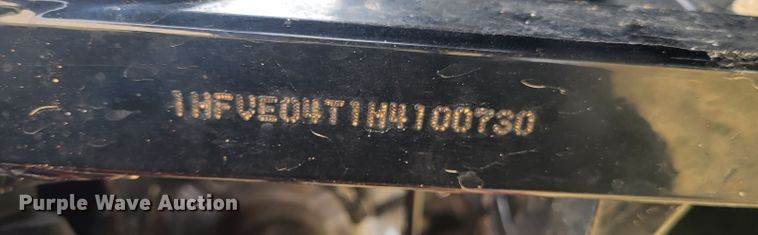 1HFVE04T1H4100730
Purple Wave Auction®